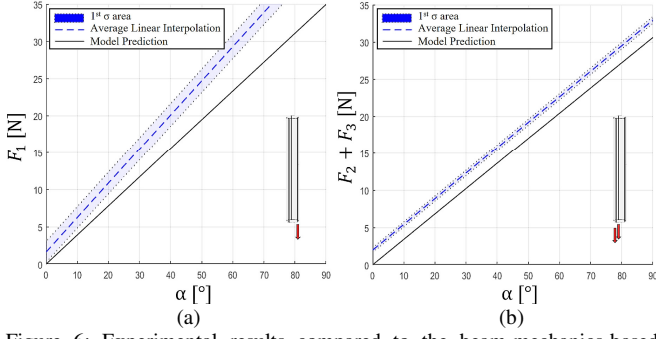 1st σ area
Average Linear Interpolation
Model Prediction
F1 [N]
35
30
25
20
15
10
5
0
0 10 20 30 40 50 60 70 80 90
α [°]
(a)
1st σ area
Average Linear Interpolation
Model Prediction
F2 + F3 [N]
35
30
25
20
15
10
5
0
0 10 20 30 40 50 60 70 80 90
α [°]
(b)
Figure 6: Experimental results compared to the beam-mechanics-based